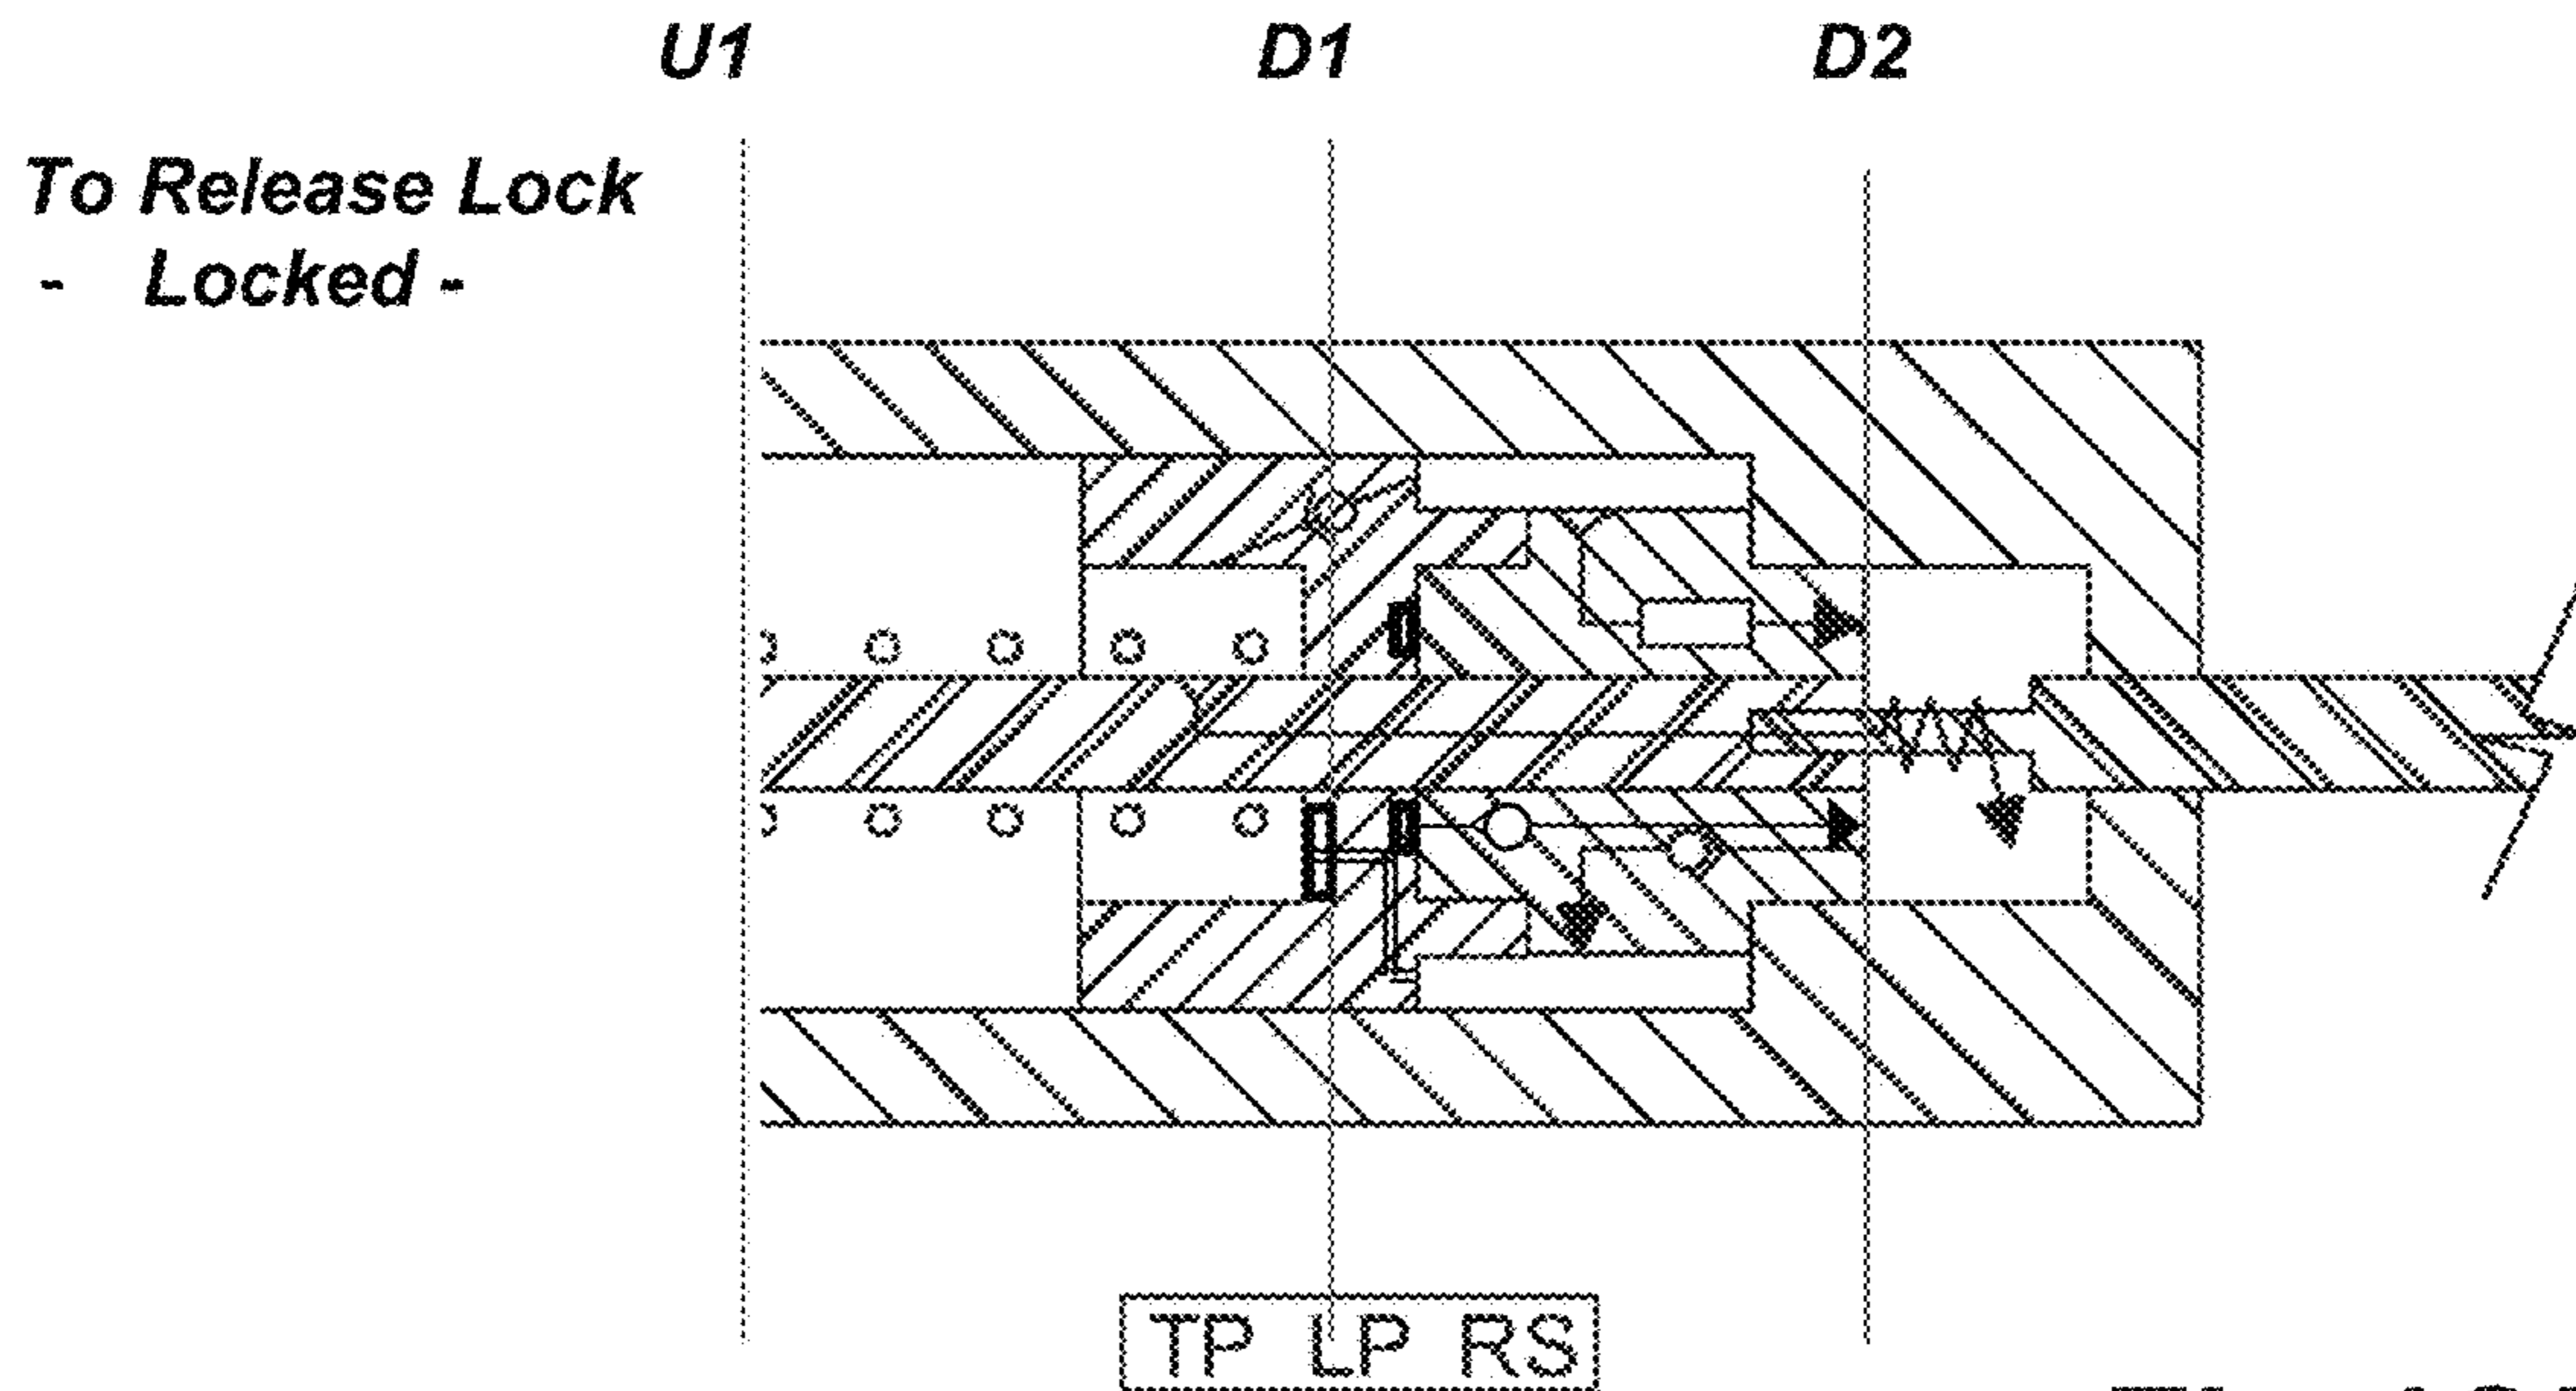 U1 D1 D2
To Release Lock
- Locked -
TP LP RS